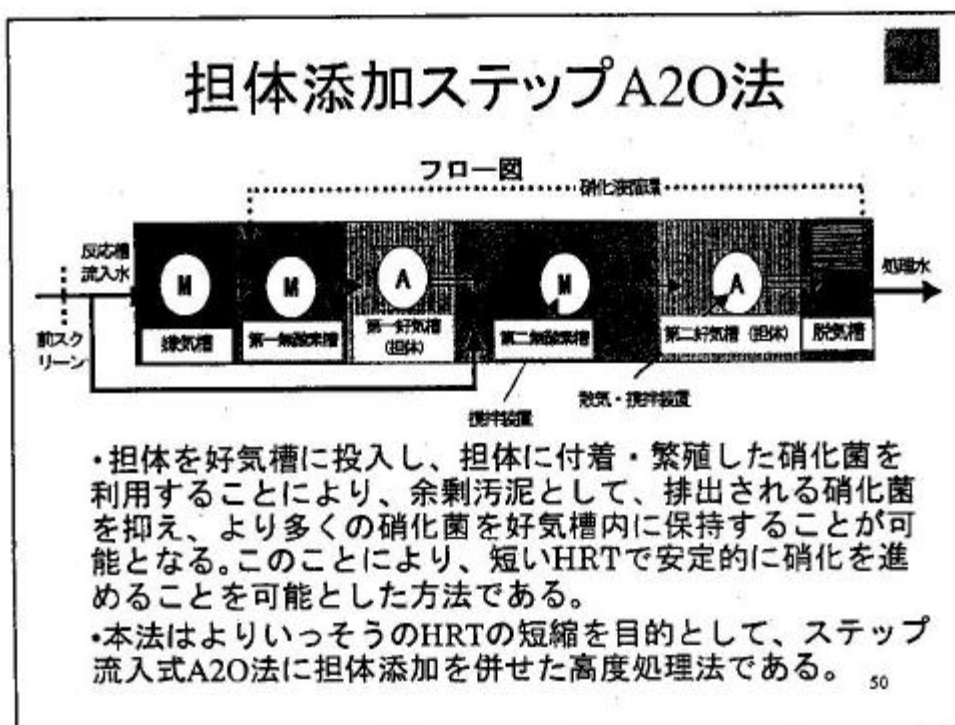 担体添加ステップA2O法
フロー図
硝化液循環
反応槽
流入水
処理水
前スク
リーン
M
M
A
M
A
嫌気槽
第一無酸素槽
第一好気槽
(担体)
第二無酸素槽
第二好気槽(担体)
脱気槽
撹拌装置
散気・撹拌装置
・担体を好気槽に投入し、担体に付着・繁殖した硝化菌を
利用することにより、余剰汚泥として、排出される硝化菌
を抑え、より多くの硝化菌を好気槽内に保持することが可
能となる。このことにより、短いHRTで安定的に硝化を進
めることを可能とした方法である。
・本法はよりいっそうのHRTの短縮を目的として、ステップ
流入式A2O法に担体添加を併せた高度処理法である。
50